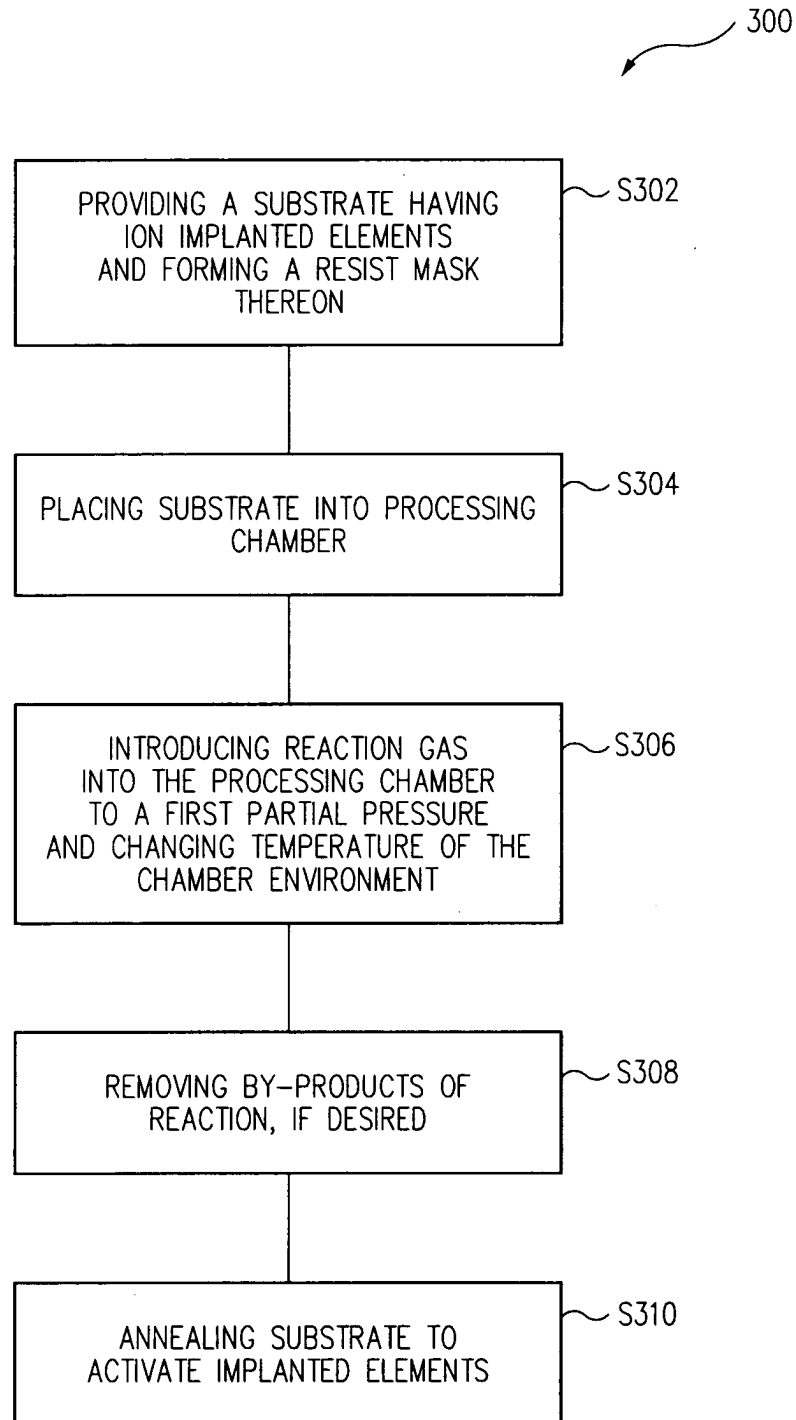 300
PROVIDING A SUBSTRATE HAVING
ION IMPLANTED ELEMENTS
AND FORMING A RESIST MASK
THEREON
S302
PLACING SUBSTRATE INTO PROCESSING
CHAMBER
S304
INTRODUCING REACTION GAS
INTO THE PROCESSING CHAMBER
TO A FIRST PARTIAL PRESSURE
AND CHANGING TEMPERATURE OF THE
CHAMBER ENVIRONMENT
S306
REMOVING BY-PRODUCTS OF
REACTION, IF DESIRED
S308
ANNEALING SUBSTRATE TO
ACTIVATE IMPLANTED ELEMENTS
S310